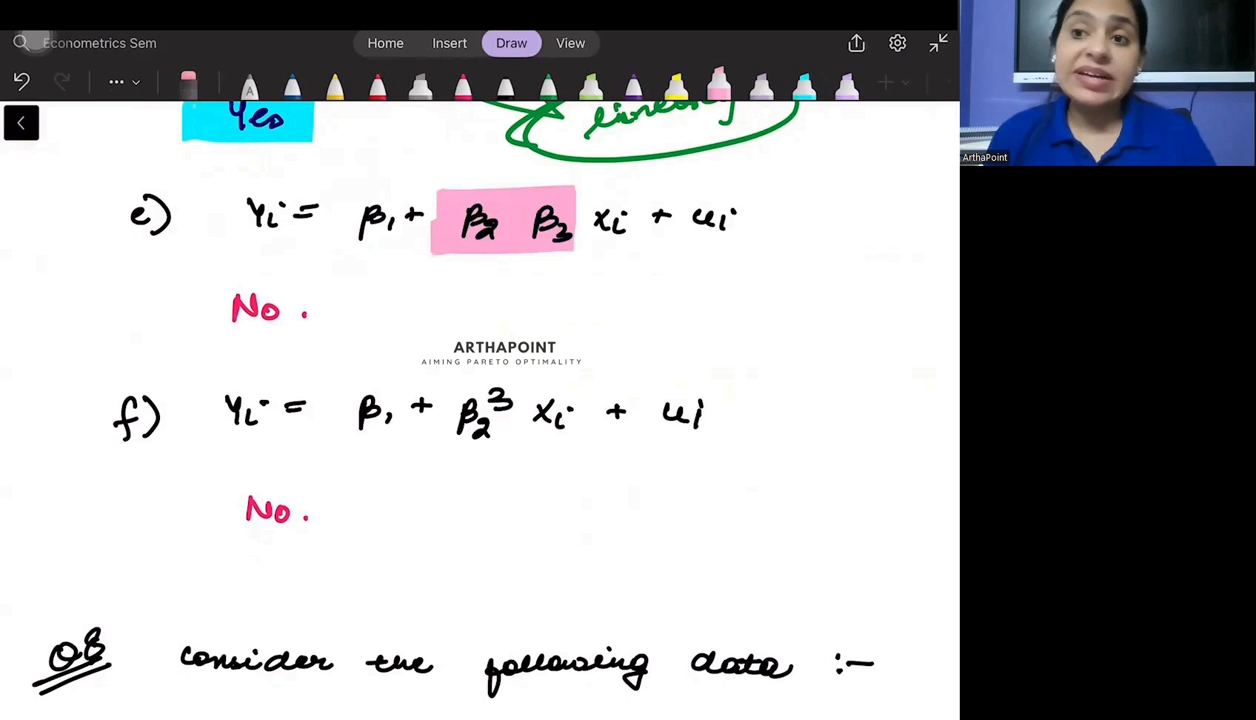 Econometrics Sem
Home Insert Draw View
Yes
linearly
e) Yi = β1 + β2 β3 xi + ui
No.
ARTHAPOINT
AIMING PARETO OPTIMALITY
f) Yi = β1 + β2³ xi + ui
No.
Q8 consider the following data :-
ArthaPoint